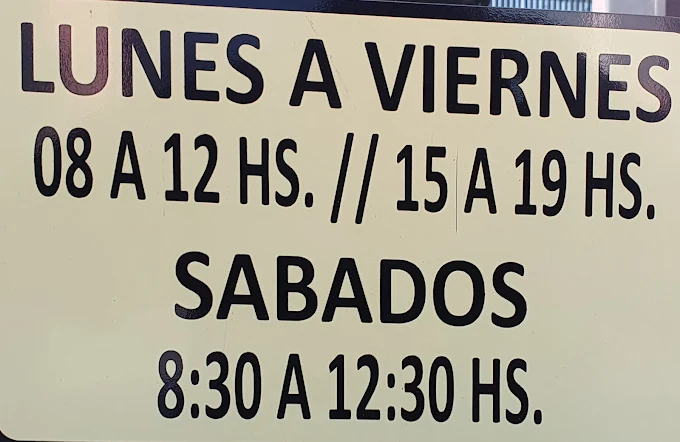 LUNES A VIERNES
08 A 12 HS. // 15 A 19 HS.
SABADOS
8:30 A 12:30 HS.